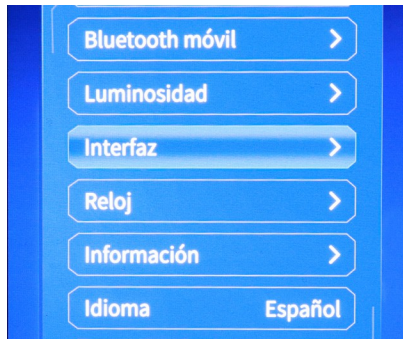 Bluetooth móvil
Luminosidad
Interfaz
Reloj
Información
Idioma Español